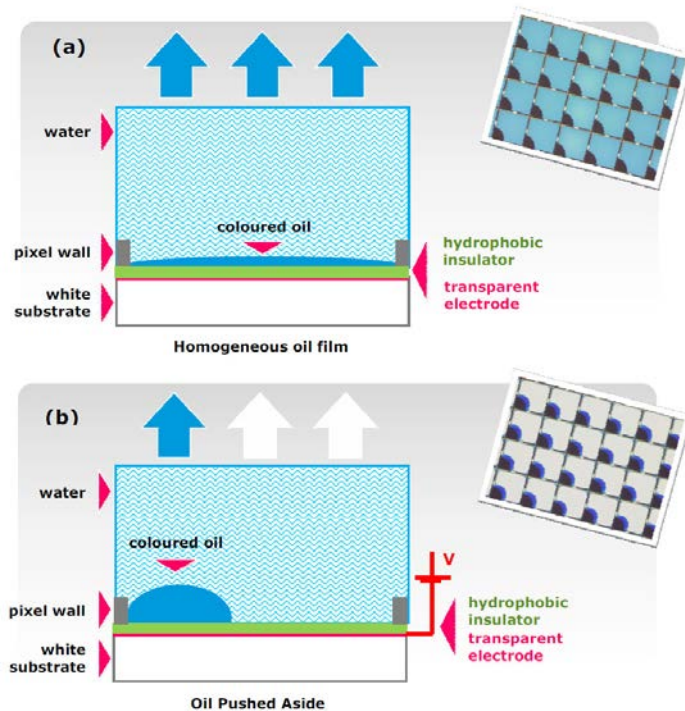 (a)
water
coloured oil
pixel wall
hydrophobic
insulator
transparent
electrode
white
substrate
Homogeneous oil film
(b)
water
coloured oil
V
pixel wall
hydrophobic
insulator
transparent
electrode
white
substrate
Oil Pushed Aside